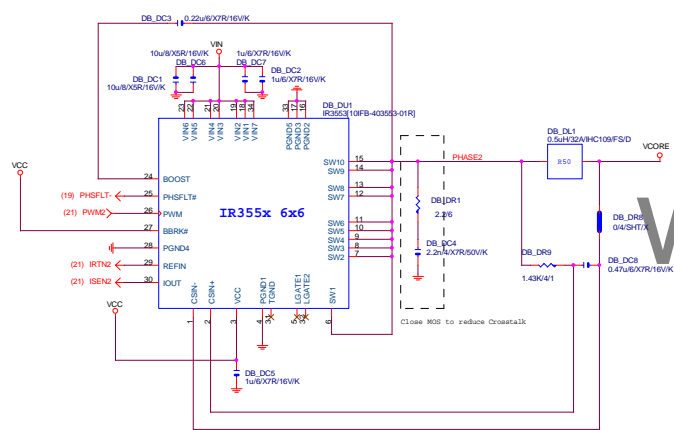 DB_DC3
0.22u/6/X7R/16V/K
VIN
10u/8/X5R/16V/K
DB_DC6
DB_DC1
10u/8/X5R/16V/K
1u/6/X7R/16V/K
DB_DC7
DB_DC2
1u/6/X7R/16V/K
DB_DU1
IR3553[10IFB-403553-01R]
23
22
21
20
19
18
34
33
17
16
VIN6
VIN5
VIN4
VIN3
VIN2
VIN1
VIN7
PGND5
PGND3
PGND2
VCC
24
BOOST
(19) PHSFLT-
25
PHSFLT#
(21) PWM2
26
PWM
27
BBRK#
28
PGND4
(21) IRTN2
29
REFIN
(21) ISEN2
30
IOUT
IR355x 6x6
SW10
15
SW9
14
SW8
13
SW7
12
SW6
11
SW5
10
SW4
9
SW3
8
SW2
7
CSIN-
CSIN+
VCC
PGND1
TGND
LGATE1
LGATE2
SW1
1
2
3
4
5
6
PHASE2
DB_DR1
2.2/6
DB_DC4
2.2n/4/X7R/50V/K
Close MOS to reduce Crosstalk
DB_DL1
0.5uH/32A/IHC109/FS/D
R50
VCORE
DB_DR8
0/4/SHT/X
DB_DR9
1.43K/4/1
DB_DC8
0.47u/6/X7R/16V/K
VCC
DB_DC5
1u/6/X7R/16V/K